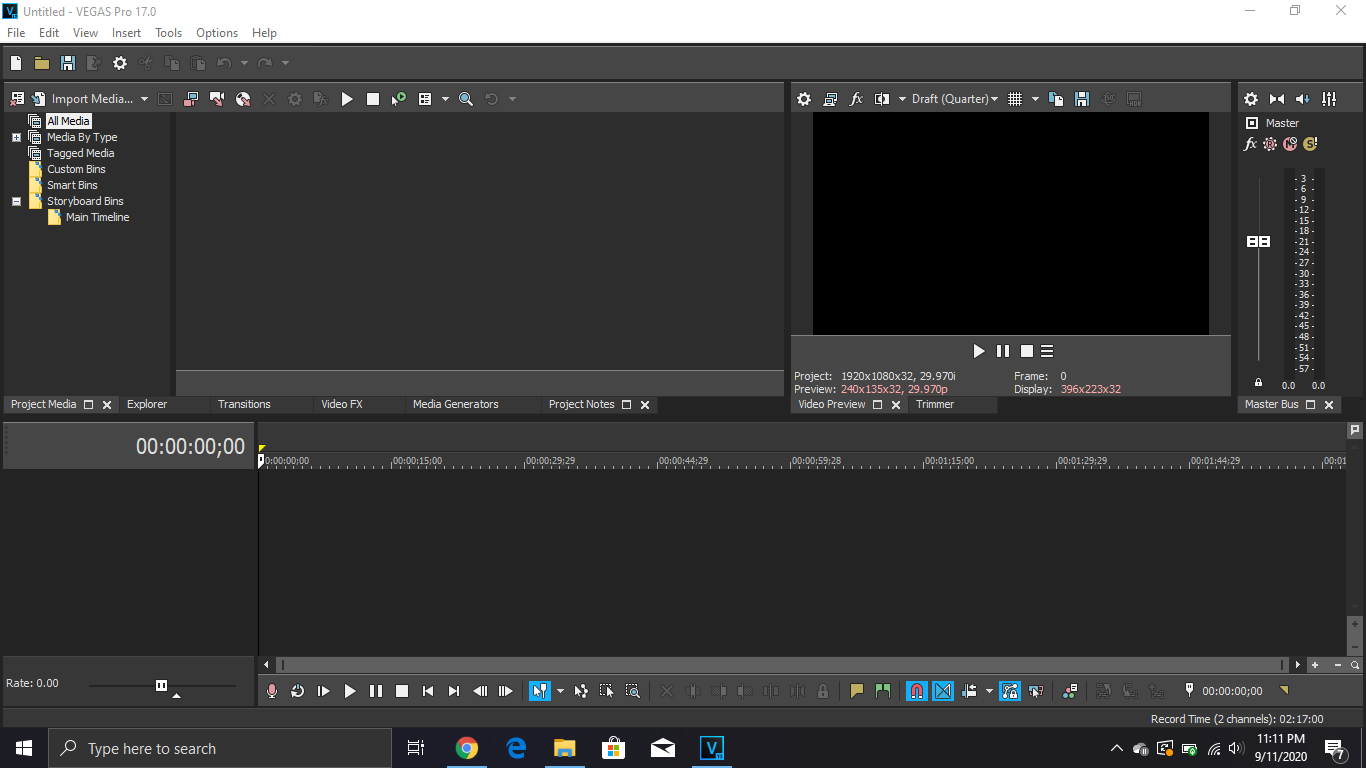 Untitled - VEGAS Pro 17.0
File Edit View Insert Tools Options Help
Import Media...
All Media
Media By Type
Tagged Media
Custom Bins
Smart Bins
Storyboard Bins
Main Timeline
Project Media Explorer Transitions Video FX Media Generators Project Notes
fx Draft (Quarter)
Project: 1920x1080x32, 29.970i Frame: 0
Preview: 240x135x32, 29.970p Display: 396x223x32
Video Preview Trimmer
Master
fx R M S!
- 3 -
- 6 -
- 9 -
- 12 -
- 15 -
- 18 -
- 21 -
- 24 -
- 27 -
- 30 -
- 33 -
- 36 -
- 39 -
- 42 -
- 45 -
- 48 -
- 51 -
- 54 -
- 57 -
0.0 0.0
Master Bus
00:00:00;00
0:00:00;00 00:00:15;00 00:00:29;29 00:00:44;29 00:00:59;28 00:01:15;00 00:01:29;29 00:01:44;29 00:01
Rate: 0.00
00:00:00;00
Record Time (2 channels): 02:17:00
Type here to search
V
17
11:11 PM
9/11/2020
7